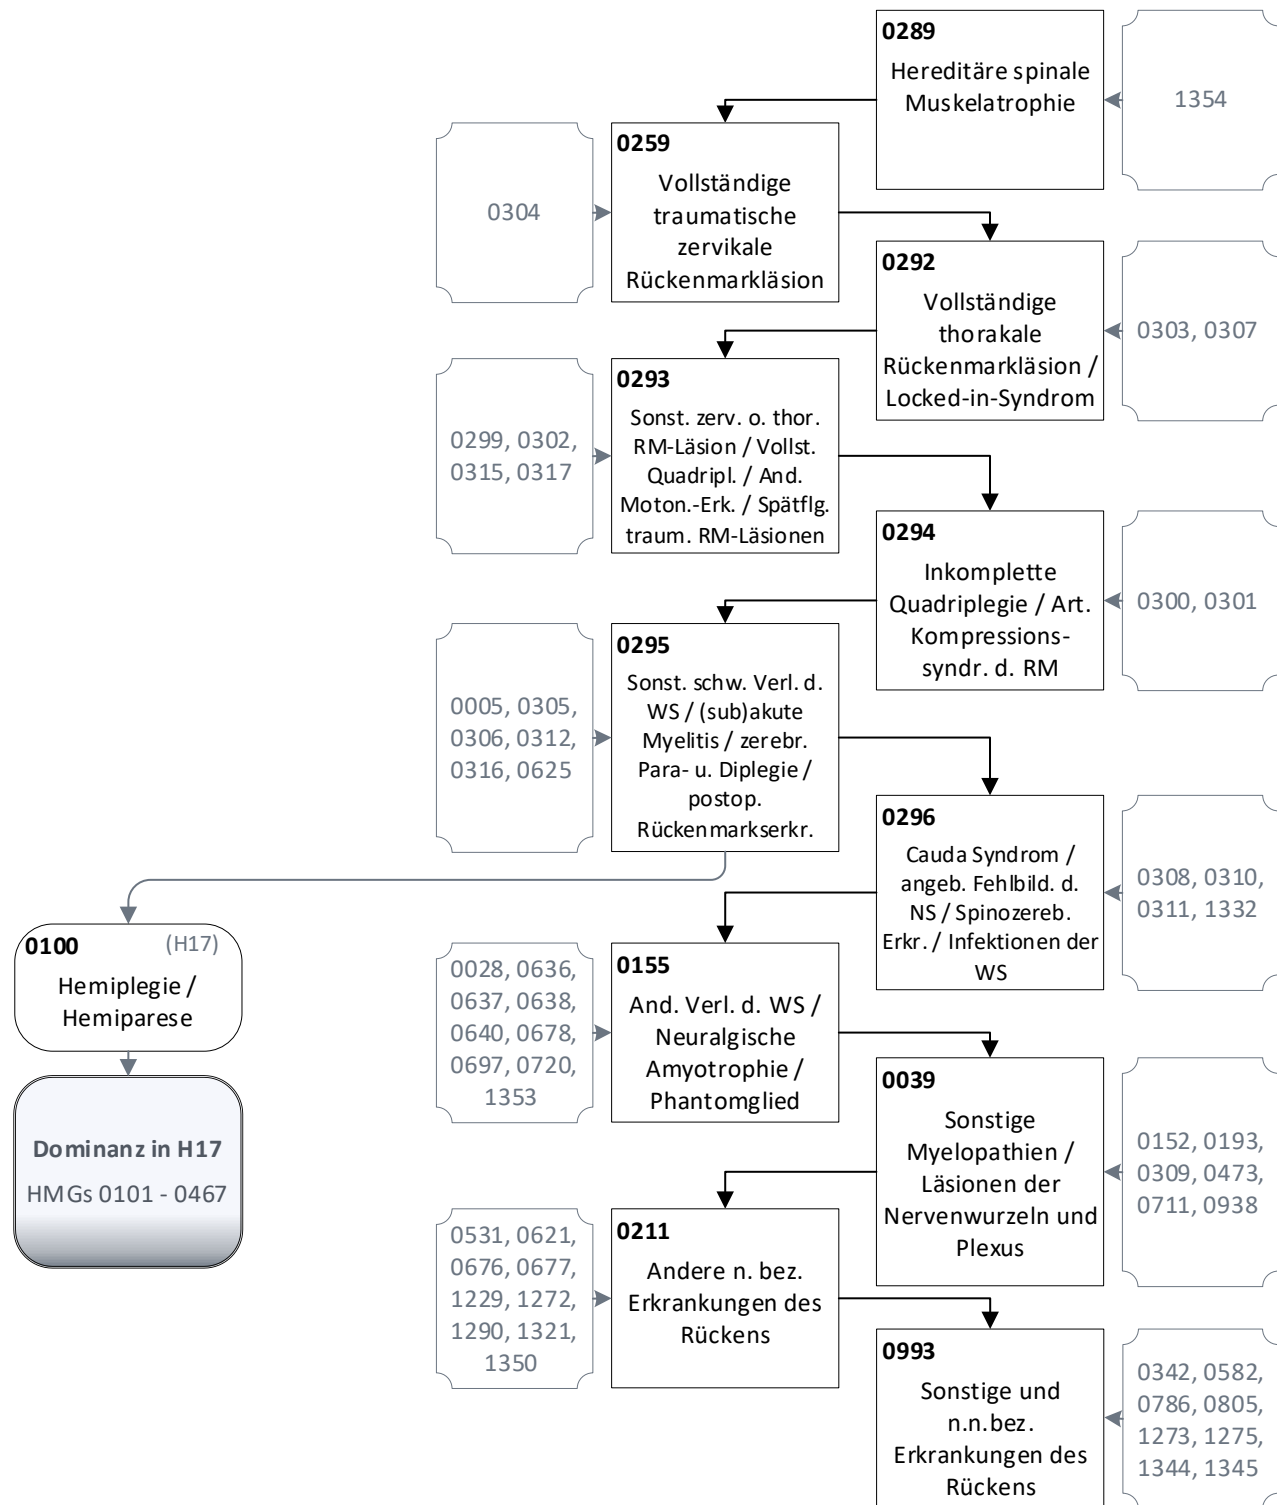 0289
Hereditäre spinale
Muskelatrophie
1354
0259
Vollständige
traumatische
zervikale
Rückenmarkläsion
0304
0292
Vollständige
thorakale
Rückenmarkläsion /
Locked-in-Syndrom
0303, 0307
0293
Sonst. zerv. o. thor.
RM-Läsion / Vollst.
Quadripl. / And.
Moton.-Erk. / Spätflg.
traum. RM-Läsionen
0299, 0302,
0315, 0317
0294
Inkomplette
Quadriplegie / Art.
Kompressions-
syndr. d. RM
0300, 0301
0295
Sonst. schw. Verl. d.
WS / (sub)akute
Myelitis / zerebr.
Para- u. Diplegie /
postop.
Rückenmarkserkr.
0005, 0305,
0306, 0312,
0316, 0625
0296
Cauda Syndrom /
angeb. Fehlbild. d.
NS / Spinozereb.
Erkr. / Infektionen der
WS
0308, 0310,
0311, 1332
0100 (H17)
Hemiplegie /
Hemiparese
Dominanz in H17
HMGs 0101 - 0467
0155
And. Verl. d. WS /
Neuralgische
Amyotrophie /
Phantomglied
0028, 0636,
0637, 0638,
0640, 0678,
0697, 0720,
1353
0039
Sonstige
Myelopathien /
Läsionen der
Nervenwurzeln und
Plexus
0152, 0193,
0309, 0473,
0711, 0938
0211
Andere n. bez.
Erkrankungen des
Rückens
0531, 0621,
0676, 0677,
1229, 1272,
1290, 1321,
1350
0993
Sonstige und
n.n.bez.
Erkrankungen des
Rückens
0342, 0582,
0786, 0805,
1273, 1275,
1344, 1345